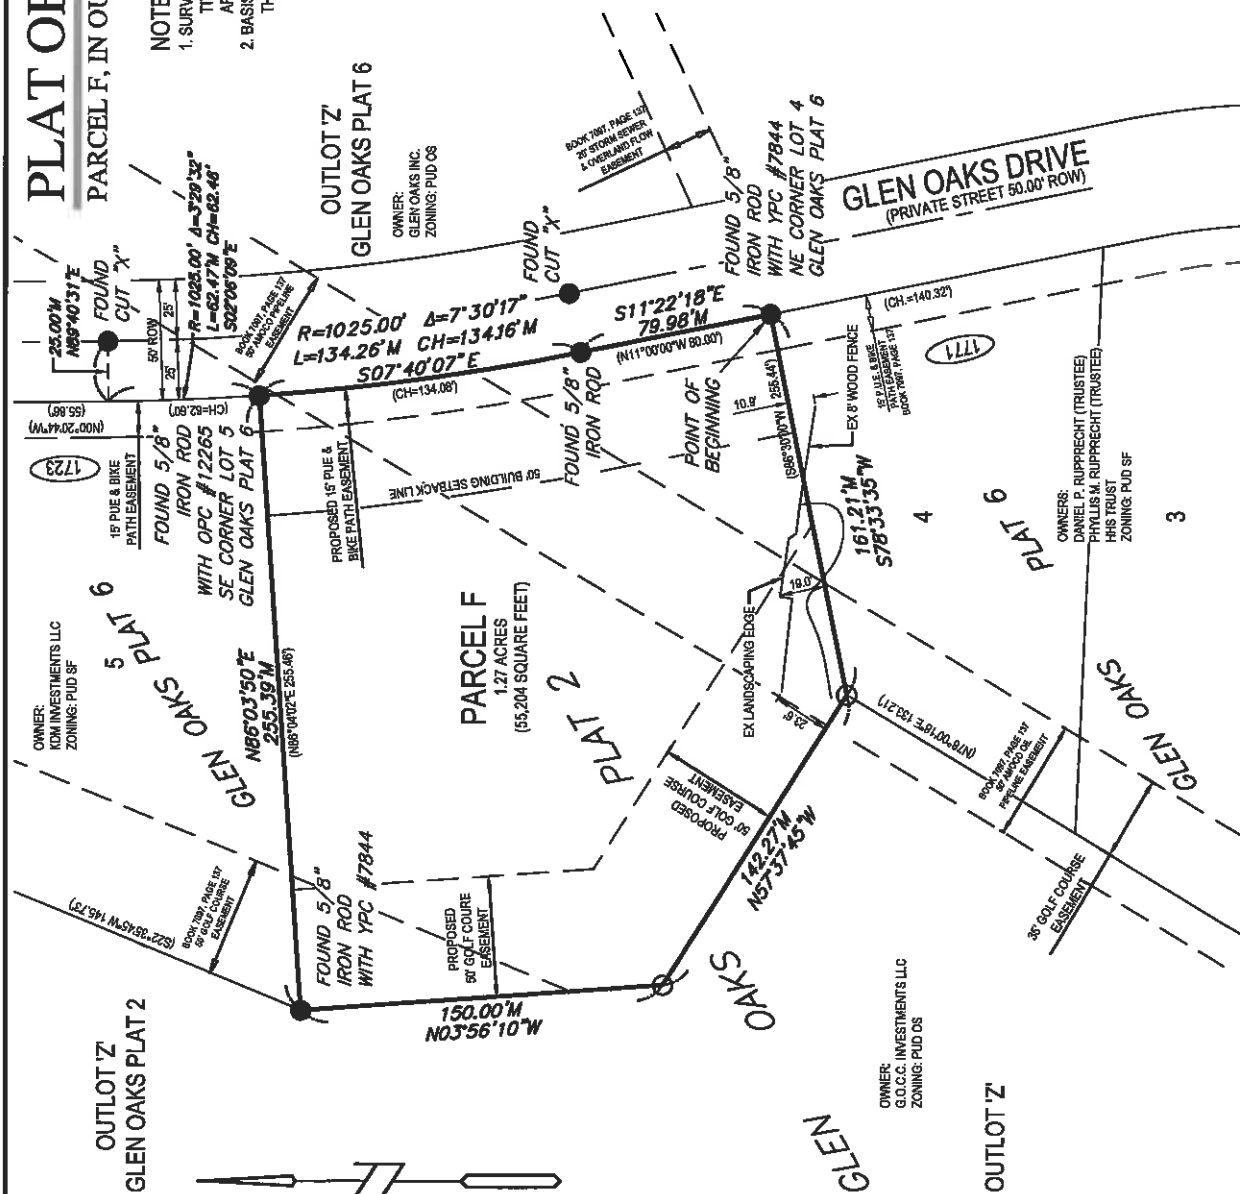 PLAT OF
PARCEL F, IN OU
NOTE
1. SURV
2. BASIS
TH
25.00'M
N89°40'31"E
FOUND
CUT "X"
50' ROW
25'
25'
R=1025.00' Δ=3°29'32"
L=62.47'M CH=62.46'
S02°06'09"E
BOOK 7097, PAGE 137
50' AMOCO PIPELINE
EASEMENT
OUTLOT 'Z'
GLEN OAKS PLAT 6
OWNER:
GLEN OAKS INC.
ZONING: PUD OS
BOOK 7097, PAGE 137
20' STORM SEWER
& OVERLAND FLOW
EASEMENT
GLEN OAKS DRIVE
(PRIVATE STREET 50.00' ROW)
FOUND
CUT "X"
FOUND 5/8"
IRON ROD
WITH YPC #7844
NE CORNER LOT 4
GLEN OAKS PLAT 6
R=1025.00' Δ=7°30'17"
L=134.26'M CH=134.16'M
S07°40'07"E
(CH=134.08')
S11°22'18"E
79.98'M
(N11°00'00"W 80.00')
(CH.=140.32')
1771
(55.88')
(N00°20'44"W)
(CH=62.60')
1723
15' PUE & BIKE
PATH EASEMENT
FOUND 5/8"
IRON ROD
WITH OPC #12265
SE CORNER LOT 5
GLEN OAKS PLAT 6
PROPOSED 15' PUE &
BIKE PATH EASEMENT
50' BUILDING SETBACK LINE
FOUND 5/8"
IRON ROD
POINT OF
BEGINNING
10.8'
EX 8' WOOD FENCE
15' P.U.E. & BIKE
PATH EASEMENT
BOOK 7097, PAGE 137
(S86°30'00"W 255.44')
161.21'M
S78°33'35"W
4
PLAT 6
3
OWNERS:
DANIEL P. RUPPRECHT (TRUSTEE)
PHYLLIS M. RUPPRECHT (TRUSTEE)
HHS TRUST
ZONING: PUD SF
OWNER:
KDM INVESTMENTS LLC
ZONING: PUD SF
5
GLEN OAKS PLAT 6
N86°03'50"E
255.39'M
(N86°04'02"E 255.46')
PARCEL F
1.27 ACRES
(55,204 SQUARE FEET)
PLAT 2
EX LANDSCAPING EDGE
19.0'
23.6'
(N78°00'18"E 133.21')
GLEN OAKS
BOOK 7097, PAGE 137
50' AMOCO OIL
PIPELINE EASEMENT
PROPOSED
50' GOLF COURSE
EASEMENT
142.27'M
N57°37'45"W
35' GOLF COURSE
EASEMENT
(S22°35'45"W 145.73')
BOOK 7097, PAGE 137
50' GOLF COURSE
EASEMENT
FOUND 5/8"
IRON ROD
WITH YPC #7844
PROPOSED
50' GOLF COURE
EASEMENT
150.00'M
N03°56'10"W
OUTLOT 'Z'
GLEN OAKS PLAT 2
GLEN OAKS
OWNER:
G.O.C.C. INVESTMENTS LLC
ZONING: PUD OS
OUTLOT 'Z'